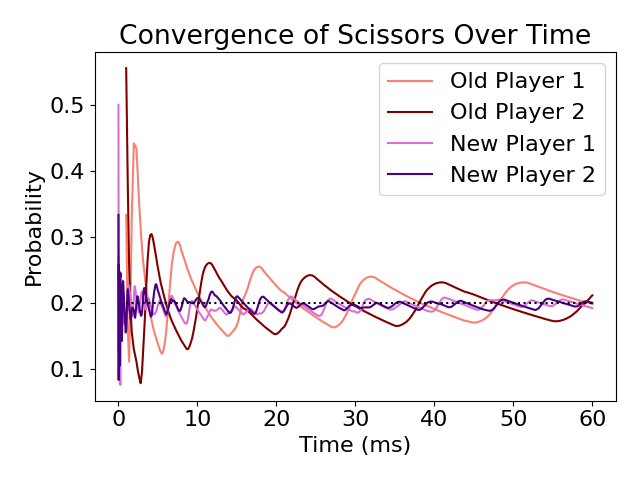 Convergence of Scissors Over Time
Old Player 1
Old Player 2
New Player 1
New Player 2
Probability
0.5
0.4
0.3
0.2
0.1
0 10 20 30 40 50 60
Time (ms)